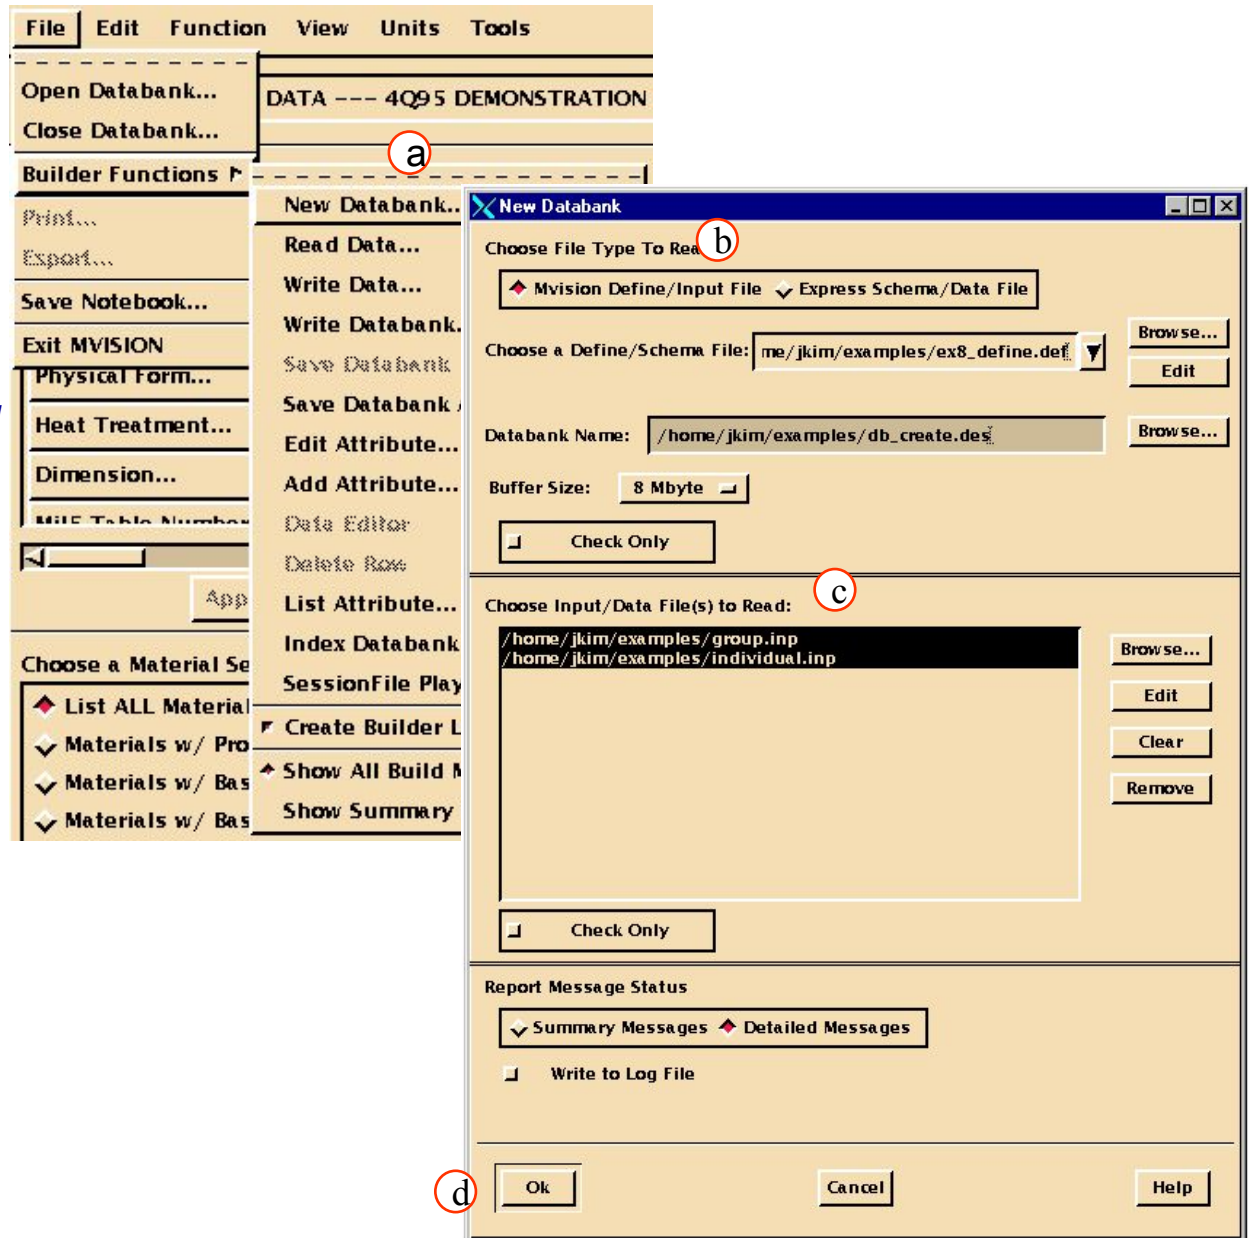 File Edit Function View Units Tools
Open Databank...
DATA --- 4Q95 DEMONSTRATION
Close Databank...
a
Builder Functions
Print...
Export...
Save Notebook...
Exit MVISION
Physical Form...
Heat Treatment...
Dimension...
Mil5 Table Number
App
Choose a Material Se
List ALL Material
Materials w/ Pro
Materials w/ Bas
Materials w/ Bas
New Databank..
Read Data...
Write Data...
Write Databank.
Save Databank
Save Databank
Edit Attribute...
Add Attribute...
Data Editor
Delete Row
List Attribute...
Index Databank
SessionFile Play
Create Builder L
Show All Build M
Show Summary
New Databank
b
Choose File Type To Rea
Mvision Define/Input File Express Schema/Data File
Choose a Define/Schema File: me/jkim/examples/ex8_define.def
Browse...
Edit
Databank Name: /home/jkim/examples/db_create.des
Browse...
Buffer Size: 8 Mbyte
Check Only
c
Choose Input/Data File(s) to Read:
/home/jkim/examples/group.inp
/home/jkim/examples/individual.inp
Browse...
Edit
Clear
Remove
Check Only
Report Message Status
Summary Messages Detailed Messages
Write to Log File
d
Ok Cancel Help